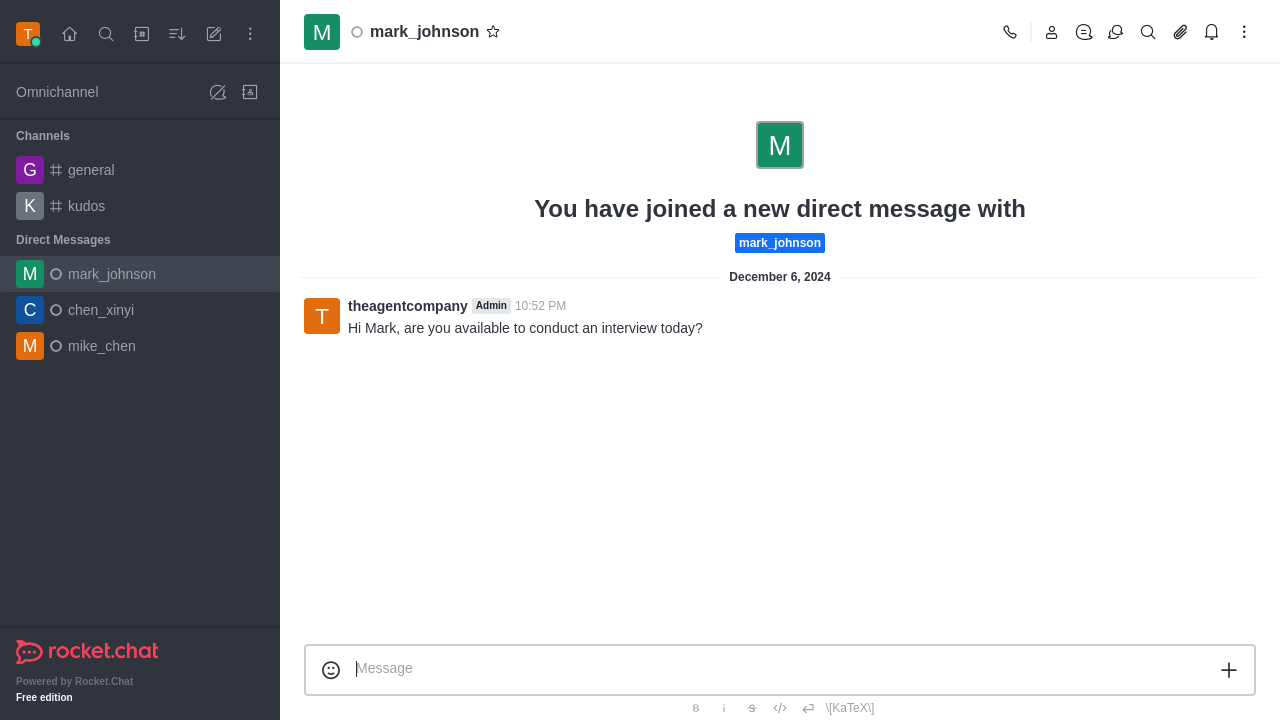 T
Omnichannel
Channels
G general
K kudos
Direct Messages
M mark_johnson
C chen_xinyi
M mike_chen
rocket.chat
Powered by Rocket.Chat
Free edition
M mark_johnson
M
You have joined a new direct message with
mark_johnson
December 6, 2024
T theagentcompany Admin 10:52 PM
Hi Mark, are you available to conduct an interview today?
Message
B i S </> \[KaTeX\]